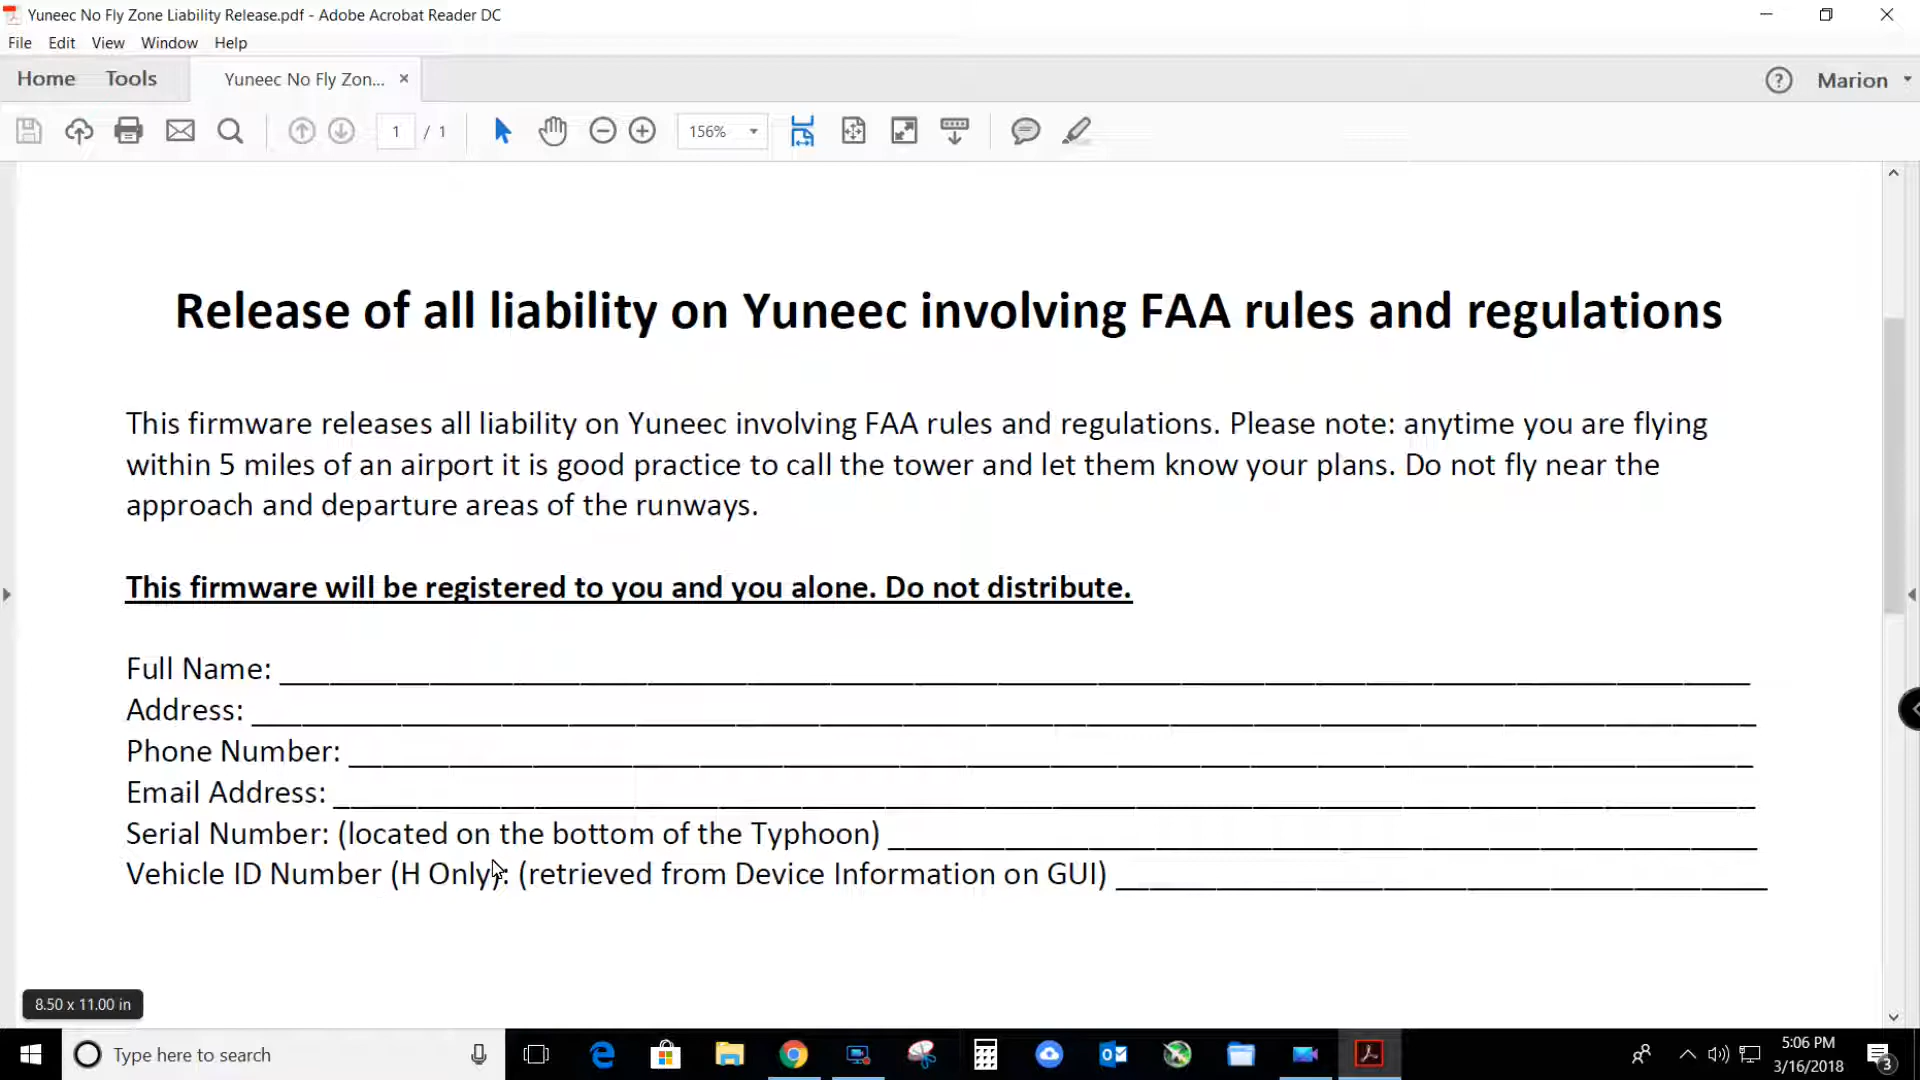 Yuneec No Fly Zone Liability Release.pdf - Adobe Acrobat Reader DC
File Edit View Window Help
Home Tools Yuneec No Fly Zon... × ? Marion
1 / 1 156%
Release of all liability on Yuneec involving FAA rules and regulations
This firmware releases all liability on Yuneec involving FAA rules and regulations. Please note: anytime you are flying
within 5 miles of an airport it is good practice to call the tower and let them know your plans. Do not fly near the
approach and departure areas of the runways.
This firmware will be registered to you and you alone. Do not distribute.
Full Name:
Address:
Phone Number:
Email Address:
Serial Number: (located on the bottom of the Typhoon)
Vehicle ID Number (H Only): (retrieved from Device Information on GUI)
8.50 x 11.00 in
Type here to search
5:06 PM
3/16/2018
3